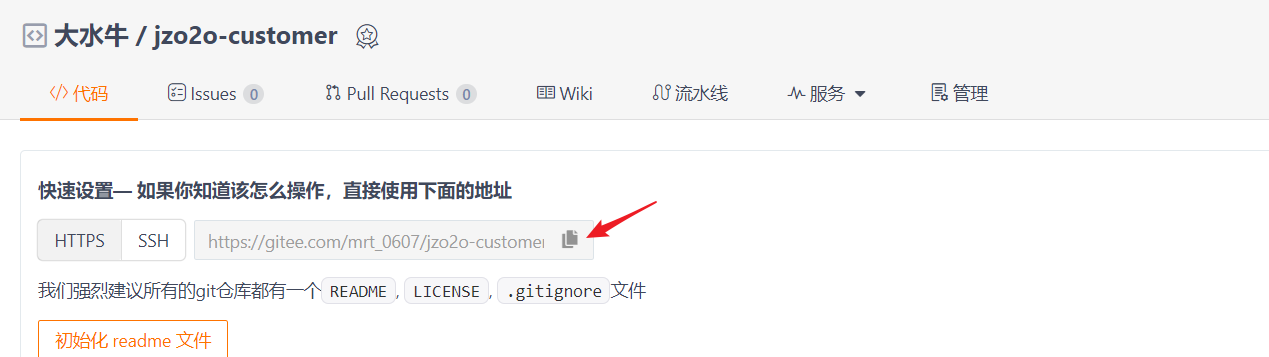 大水牛 / jzo2o-customer
代码 Issues 0 Pull Requests 0 Wiki 流水线 服务 管理
快速设置— 如果你知道该怎么操作，直接使用下面的地址
HTTPS SSH https://gitee.com/mrt_0607/jzo2o-customer
我们强烈建议所有的git仓库都有一个 README, LICENSE, .gitignore 文件
初始化 readme 文件